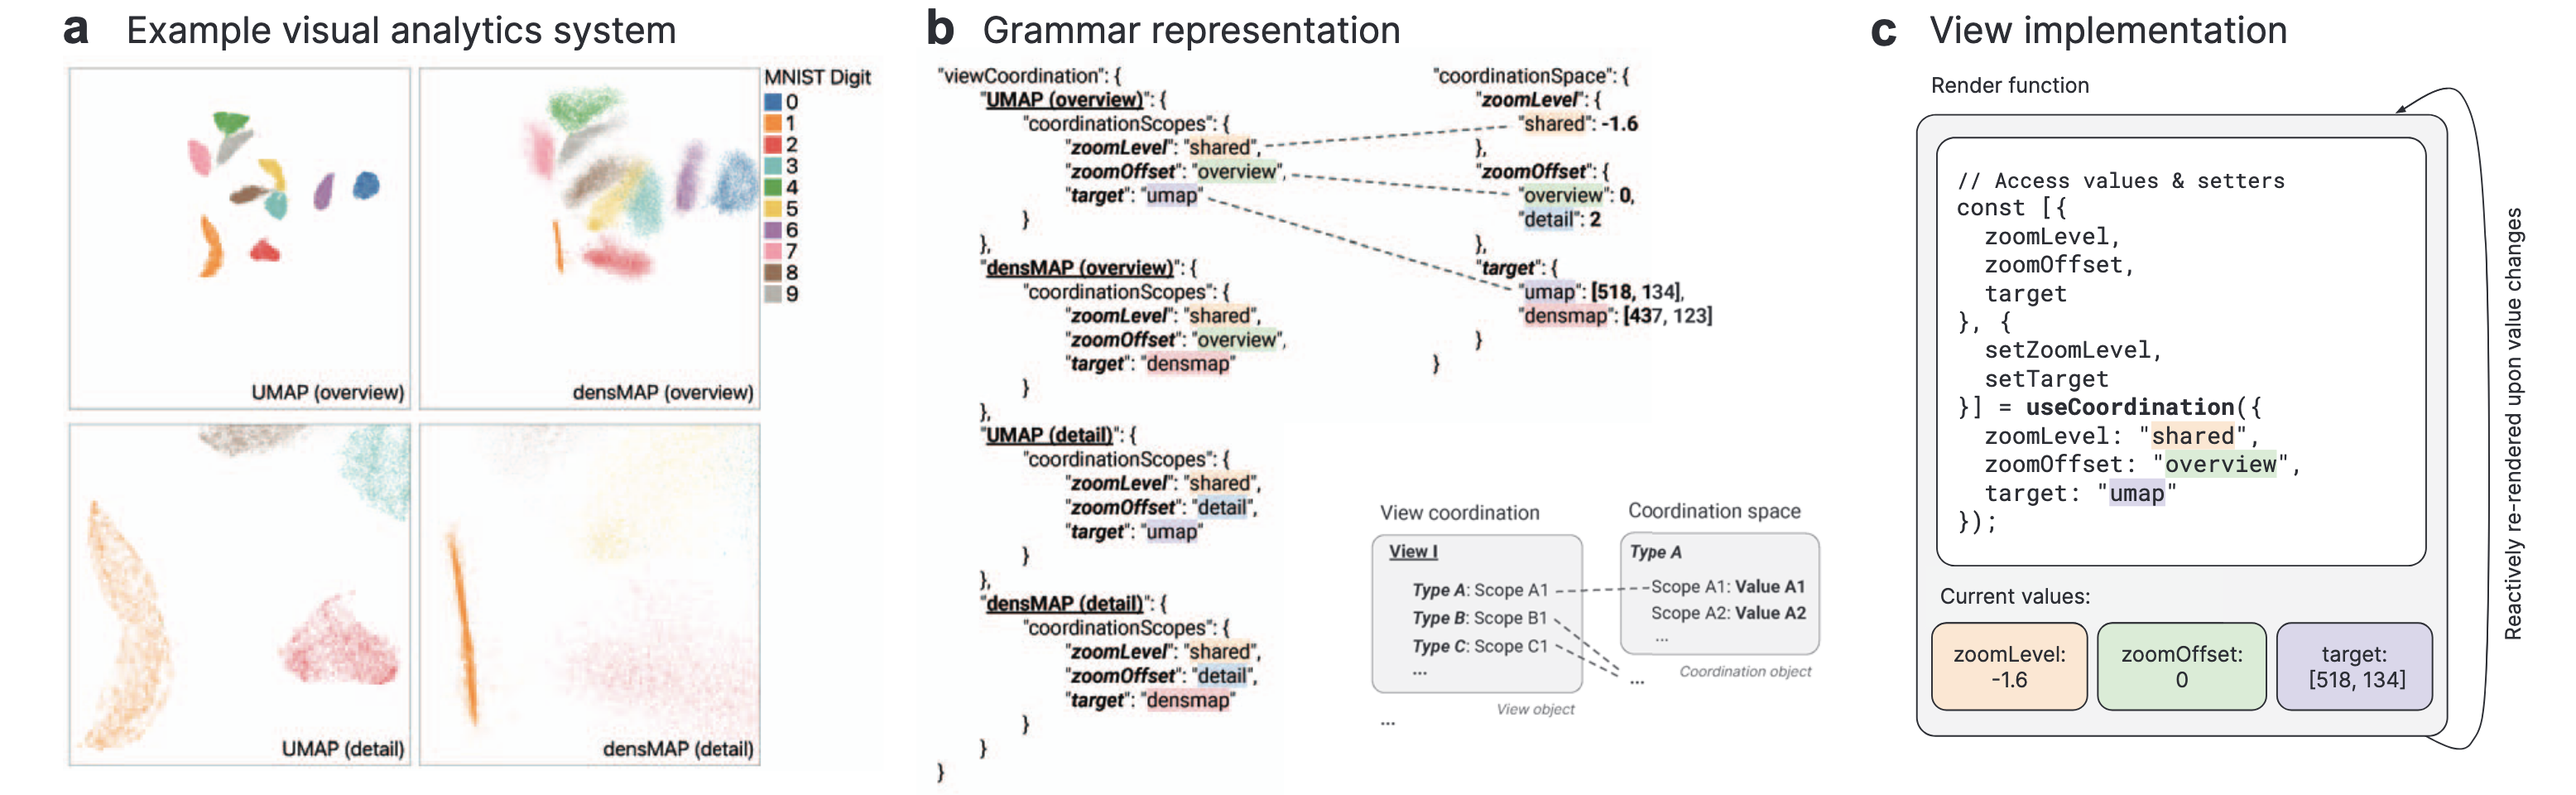 a Example visual analytics system
MNIST Digit
0
1
2
3
4
5
6
7
8
9
UMAP (overview)
densMAP (overview)
UMAP (detail)
densMAP (detail)
b Grammar representation
"viewCoordination": {
"UMAP (overview)": {
"coordinationScopes": {
"zoomLevel": "shared",
"zoomOffset": "overview",
"target": "umap"
}
},
"densMAP (overview)": {
"coordinationScopes": {
"zoomLevel": "shared",
"zoomOffset": "overview",
"target": "densmap"
}
},
"UMAP (detail)": {
"coordinationScopes": {
"zoomLevel": "shared",
"zoomOffset": "detail",
"target": "umap"
}
},
"densMAP (detail)": {
"coordinationScopes": {
"zoomLevel": "shared",
"zoomOffset": "detail",
"target": "densmap"
}
}
}
"coordinationSpace": {
"zoomLevel": {
"shared": -1.6
},
"zoomOffset": {
"overview": 0,
"detail": 2
},
"target": {
"umap": [518, 134],
"densmap": [437, 123]
}
}
View coordination
View I
Type A: Scope A1
Type B: Scope B1
Type C: Scope C1
...
View object
...
Coordination space
Type A
Scope A1: Value A1
Scope A2: Value A2
...
Coordination object
...
c View implementation
Render function
// Access values & setters
const [{
zoomLevel,
zoomOffset,
target
}, {
setZoomLevel,
setTarget
}] = useCoordination({
zoomLevel: "shared",
zoomOffset: "overview",
target: "umap"
});
Current values:
zoomLevel:
-1.6
zoomOffset:
0
target:
[518, 134]
Reactively re-rendered upon value changes